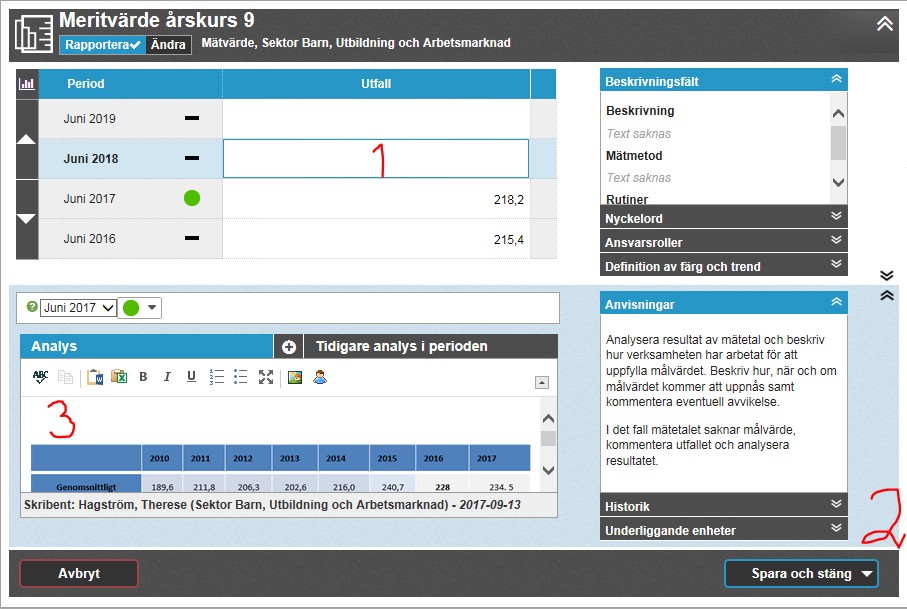 Meritvärde årskurs 9
Rapportera Ändra Mätvärde, Sektor Barn, Utbildning och Arbetsmarknad
Period Utfall
Juni 2019
Juni 2018 1
Juni 2017 218,2
Juni 2016 215,4
Beskrivningsfält
Beskrivning
Text saknas
Mätmetod
Text saknas
Rutiner
Nyckelord
Ansvarsroller
Definition av färg och trend
? Juni 2017
Analys Tidigare analys i perioden
ABC B I U
3
2010 2011 2012 2013 2014 2015 2016 2017
Genomsnittligt 189,6 211,8 206,3 202,6 216,0 240,7 228 234. 5
Skribent: Hagström, Therese (Sektor Barn, Utbildning och Arbetsmarknad) - 2017-09-13
Anvisningar
Analysera resultat av mätetal och beskriv
hur verksamheten har arbetat för att
uppfylla målvärdet. Beskriv hur, när och om
målvärdet kommer att uppnås samt
kommentera eventuell avvikelse.
I det fall mätetalet saknar målvärde,
kommentera utfallet och analysera
resultatet.
Historik
Underliggande enheter
2
Avbryt Spara och stäng